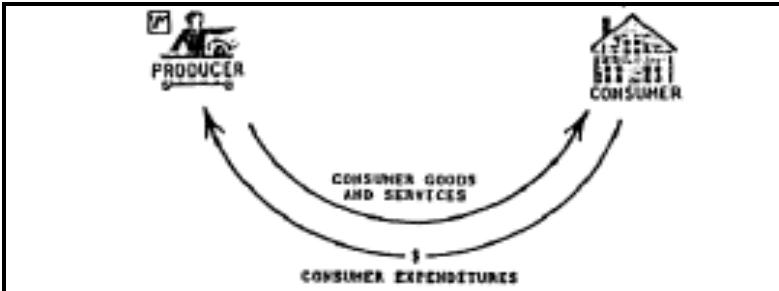 PRODUCER
CONSUMER
CONSUMER GOODS
AND SERVICES
$
CONSUMER EXPENDITURES